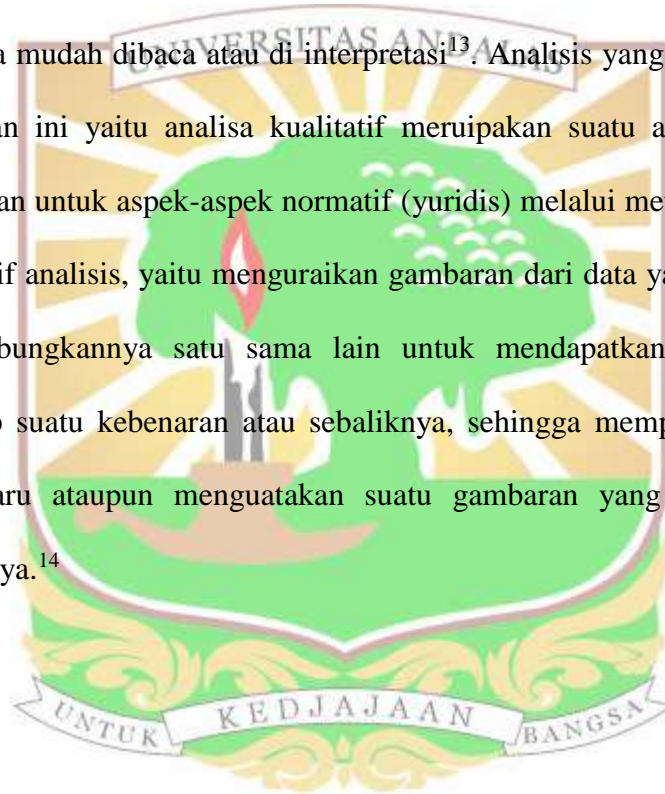 a mudah dibaca atau di interpretasi¹³. Analisis yang
UNIVERSITAS ANDALAS
an ini yaitu analisa kualitatif meruipakan suatu a
an untuk aspek-aspek normatif (yuridis) melalui me
if analisis, yaitu menguraikan gambaran dari data ya
bungkannya satu sama lain untuk mendapatkan
suatu kebenaran atau sebaliknya, sehingga memp
aru ataupun menguatakan suatu gambaran yang
ya.¹⁴
UNTUK KEDJAJAAN BANGSA